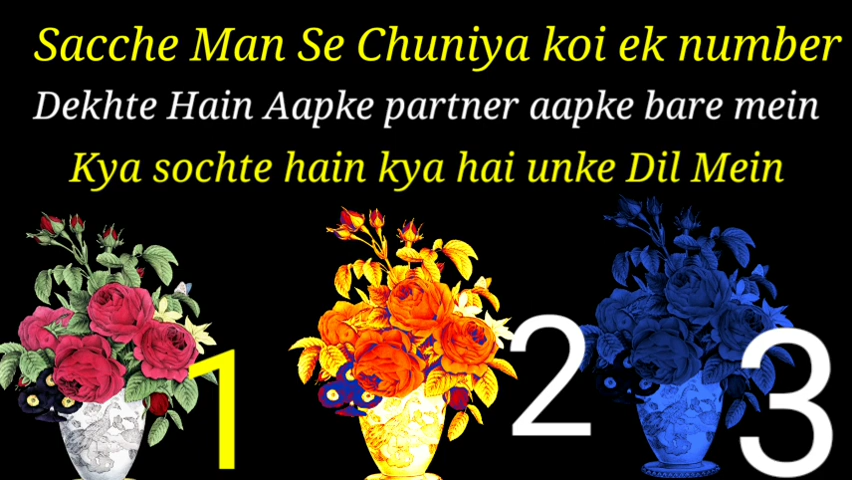 Sacche Man Se Chuniya koi ek number
Dekhte Hain Aapke partner aapke bare mein
Kya sochte hain kya hai unke Dil Mein
1 2 3